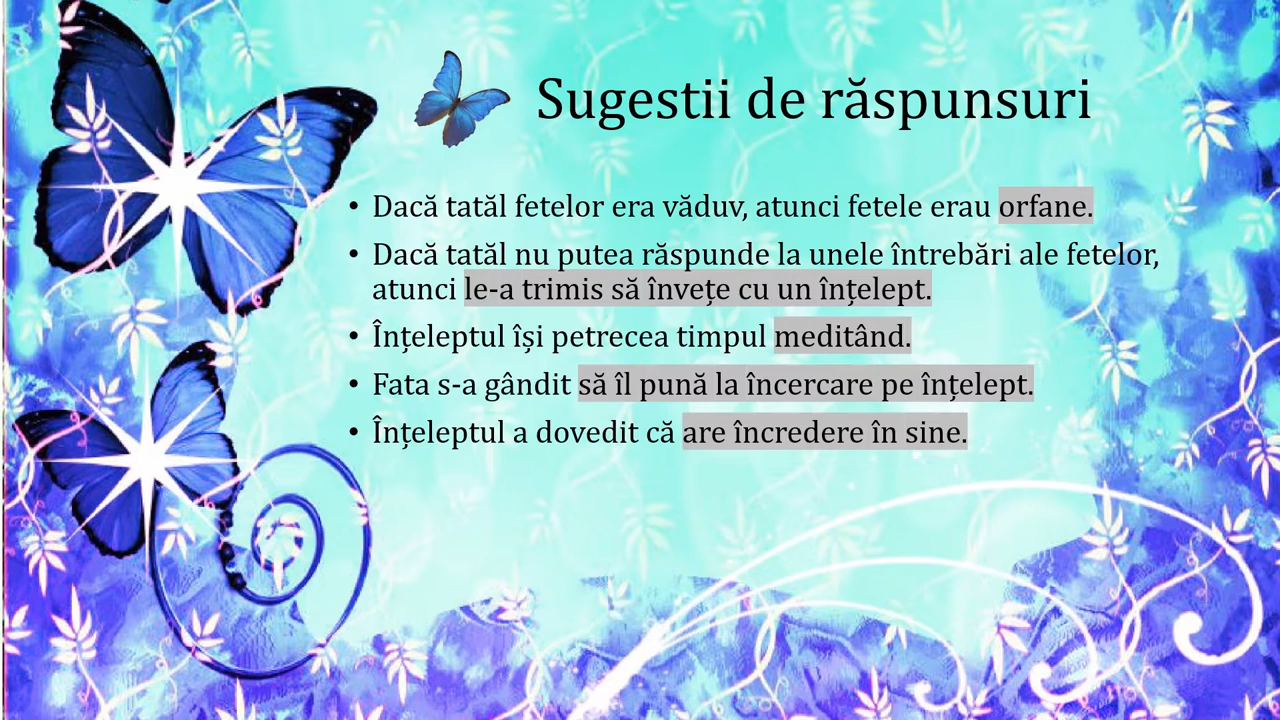 Sugestii de răspunsuri
• Dacă tatăl fetelor era văduv, atunci fetele erau orfane.
• Dacă tatăl nu putea răspunde la unele întrebări ale fetelor,
atunci le-a trimis să învețe cu un înțelept.
• Înțeleptul își petrecea timpul meditând.
• Fata s-a gândit să îl pună la încercare pe înțelept.
• Înțeleptul a dovedit că are încredere în sine.